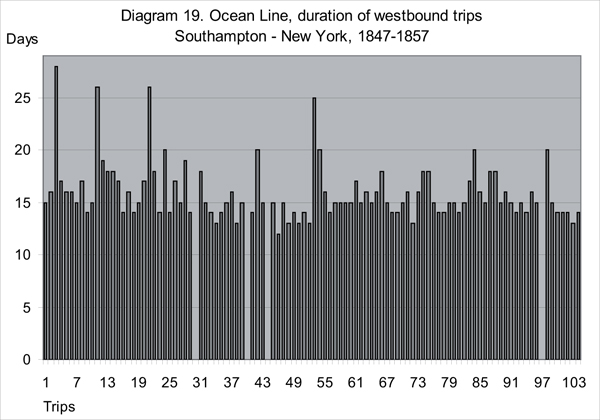 Diagram 19. Ocean Line, duration of westbound trips
Southampton - New York, 1847-1857
Days
25
20
15
10
5
0
1 7 13 19 25 31 37 43 49 55 61 67 73 79 85 91 97 103
Trips